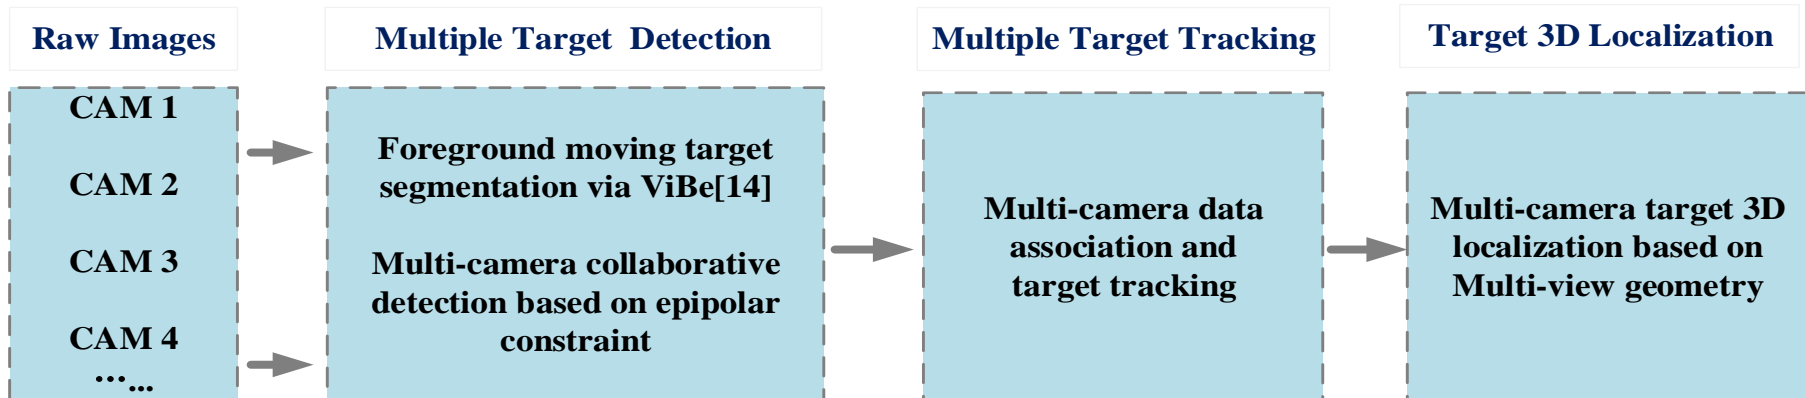 Raw Images
CAM 1
CAM 2
CAM 3
CAM 4
.....
Multiple Target Detection
Foreground moving target
segmentation via ViBe[14]
Multi-camera collaborative
detection based on epipolar
constraint
Multiple Target Tracking
Multi-camera data
association and
target tracking
Target 3D Localization
Multi-camera target 3D
localization based on
Multi-view geometry